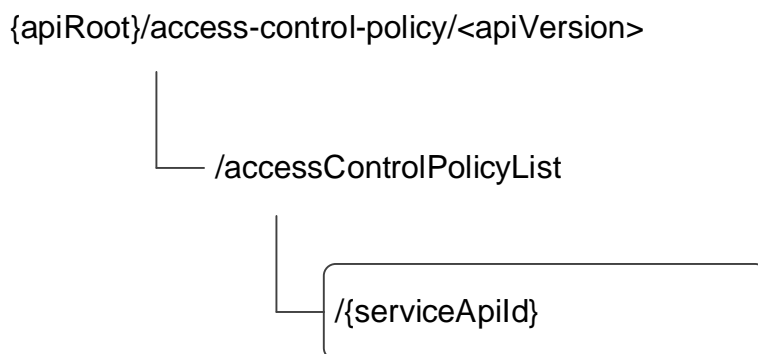 {apiRoot}/access-control-policy/<apiVersion>
/accessControlPolicyList
/{serviceApiId}